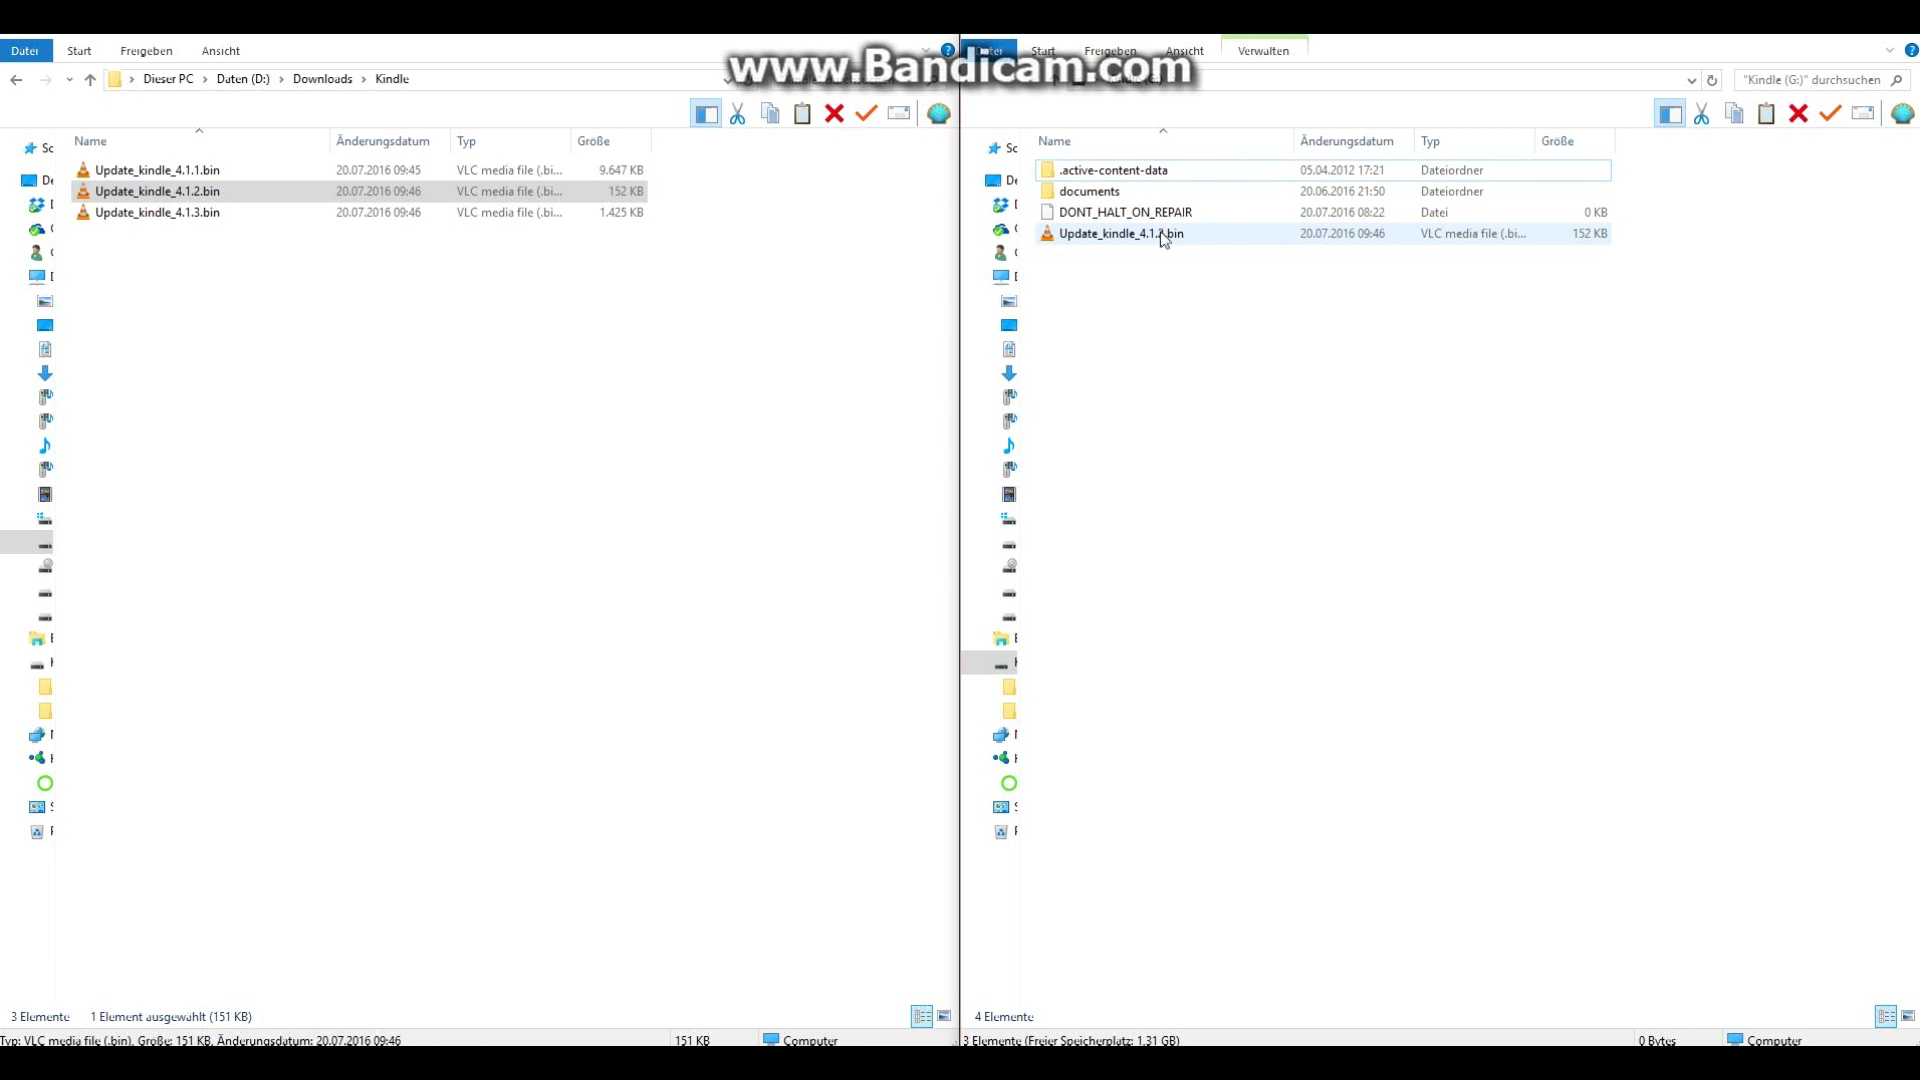 www.Bandicam.com
Datei Start Freigeben Ansicht
Dieser PC Daten (D:) Downloads Kindle
Name Änderungsdatum Typ Größe
Update_kindle_4.1.1.bin 20.07.2016 09:45 VLC media file (.bi... 9.647 KB
Update_kindle_4.1.2.bin 20.07.2016 09:46 VLC media file (.bi... 152 KB
Update_kindle_4.1.3.bin 20.07.2016 09:46 VLC media file (.bi... 1.425 KB
3 Elemente 1 Element ausgewählt (151 KB)
Typ: VLC media file (.bin), Größe: 151 KB, Änderungsdatum: 20.07.2016 09:46 151 KB Computer
Start Freigeben Ansicht Verwalten
"Kindle (G:)" durchsuchen
Name Änderungsdatum Typ Größe
.active-content-data 05.04.2012 17:21 Dateiordner
documents 20.06.2016 21:50 Dateiordner
DONT_HALT_ON_REPAIR 20.07.2016 08:22 Datei 0 KB
Update_kindle_4.1.2.bin 20.07.2016 09:46 VLC media file (.bi... 152 KB
4 Elemente
3 Elemente (Freier Speicherplatz: 1,31 GB) 0 Bytes Computer